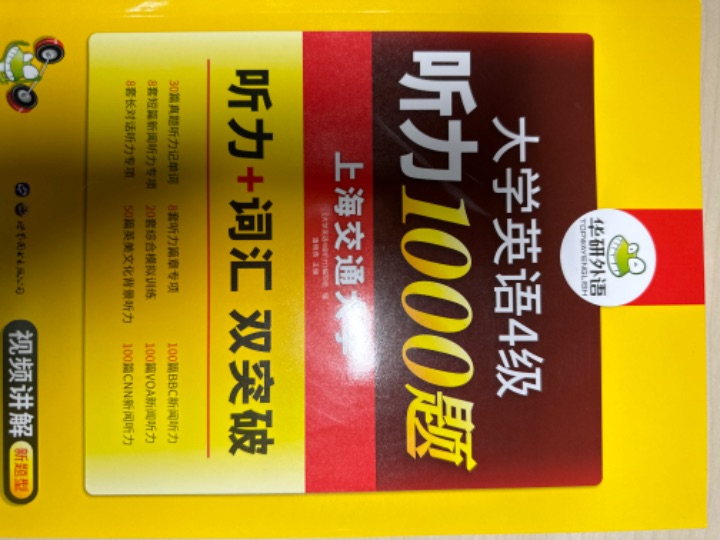 华研外语
TOPWAYENGLISH
大学英语4级
听力1000题
上海交通大学
听力+词汇 双突破
30篇真题听力记单词 8套听力篇章专项 100篇BBC新闻听力
8套短篇新闻听力专项 20套综合模拟训练 100篇VOA新闻听力
8套长对话听力专项 50篇英美文化背景听力 100篇CNN新闻听力
视频讲解 新题型